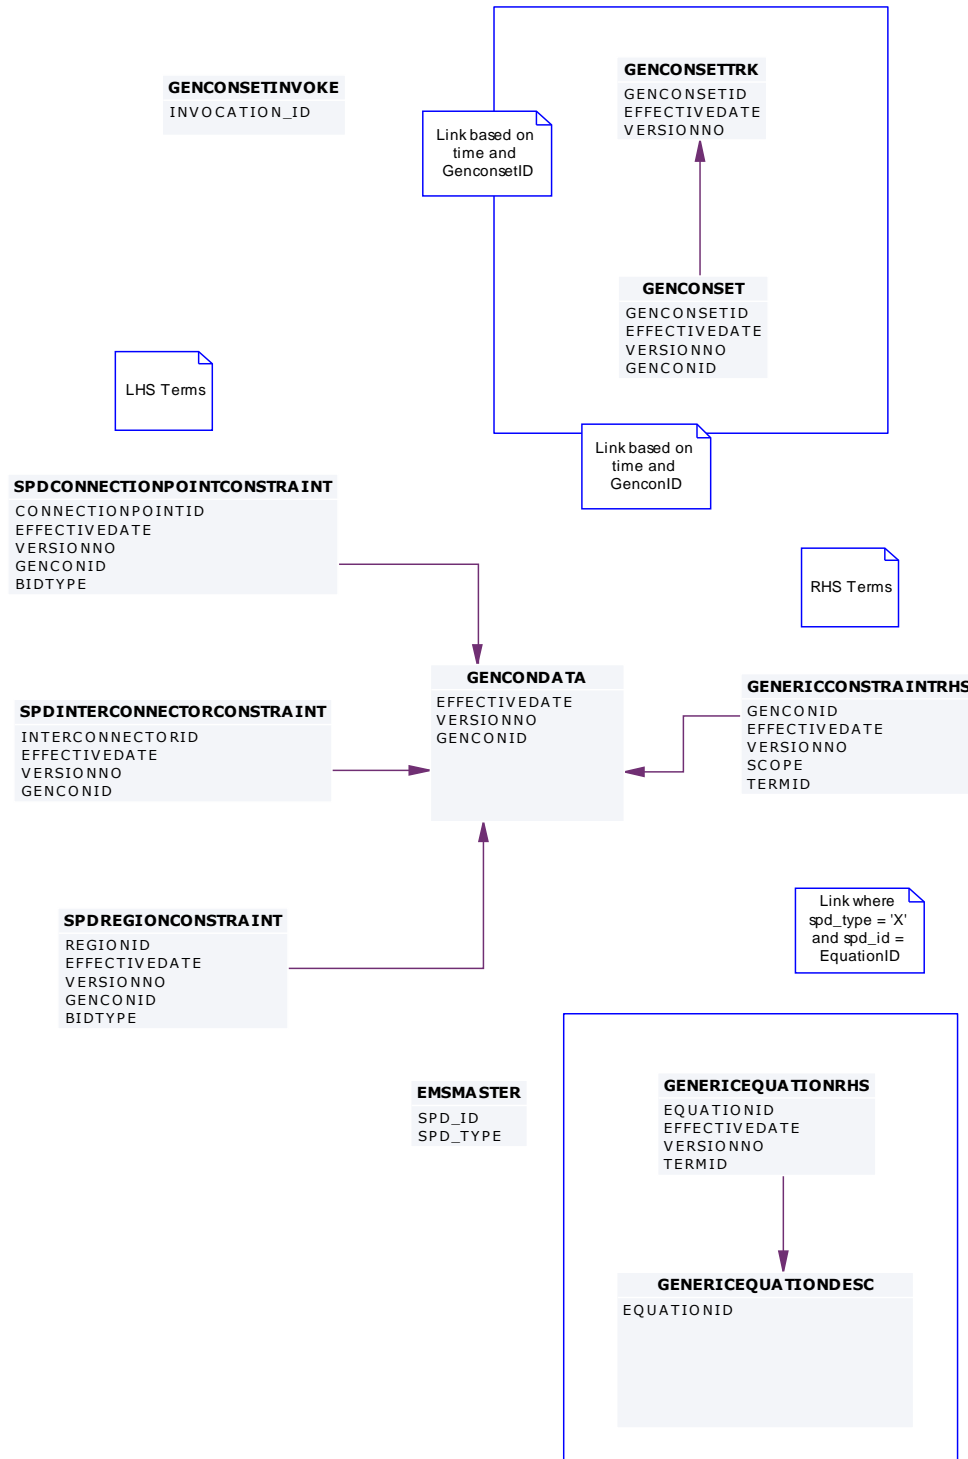 GENCONSETINVOKE
INVOCATION_ID
Link based on
time and
GenconsetID
GENCONSETTRK
GENCONSETID
EFFECTIVEDATE
VERSIONNO
GENCONSET
GENCONSETID
EFFECTIVEDATE
VERSIONNO
GENCONID
LHS Terms
Link based on
time and
GenconID
SPDCONNECTIONPOINTCONSTRAINT
CONNECTIONPOINTID
EFFECTIVEDATE
VERSIONNO
GENCONID
BIDTYPE
RHS Terms
GENCONDATA
EFFECTIVEDATE
VERSIONNO
GENCONID
GENERICCONSTRAINTRHS
GENCONID
EFFECTIVEDATE
VERSIONNO
SCOPE
TERMID
SPDINTERCONNECTORCONSTRAINT
INTERCONNECTORID
EFFECTIVEDATE
VERSIONNO
GENCONID
SPDREGIONCONSTRAINT
REGIONID
EFFECTIVEDATE
VERSIONNO
GENCONID
BIDTYPE
Link where
spd_type = 'X'
and spd_id =
EquationID
EMSMASTER
SPD_ID
SPD_TYPE
GENERICEQUATIONRHS
EQUATIONID
EFFECTIVEDATE
VERSIONNO
TERMID
GENERICEQUATIONDESC
EQUATIONID